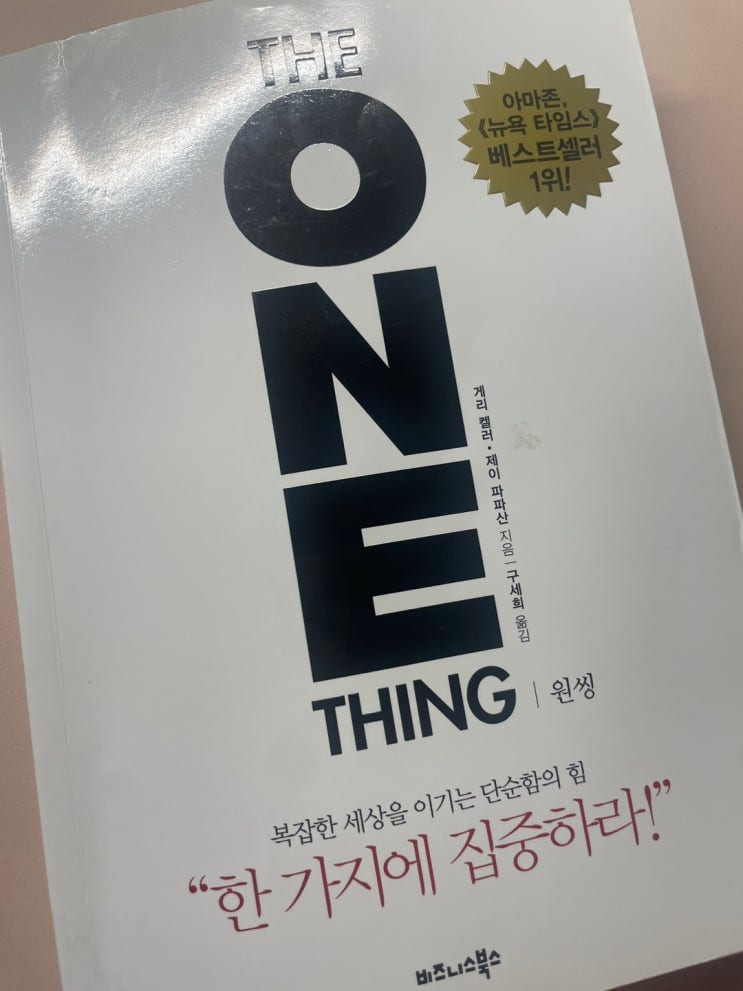 THE
ONE
THING | 원씽
아마존,
《뉴욕 타임스》
베스트셀러
1위!
게리 켈러 · 제이 파파산 지음 | 구세희 옮김
복잡한 세상을 이기는 단순함의 힘
“한 가지에 집중하라!”
비즈니스북스